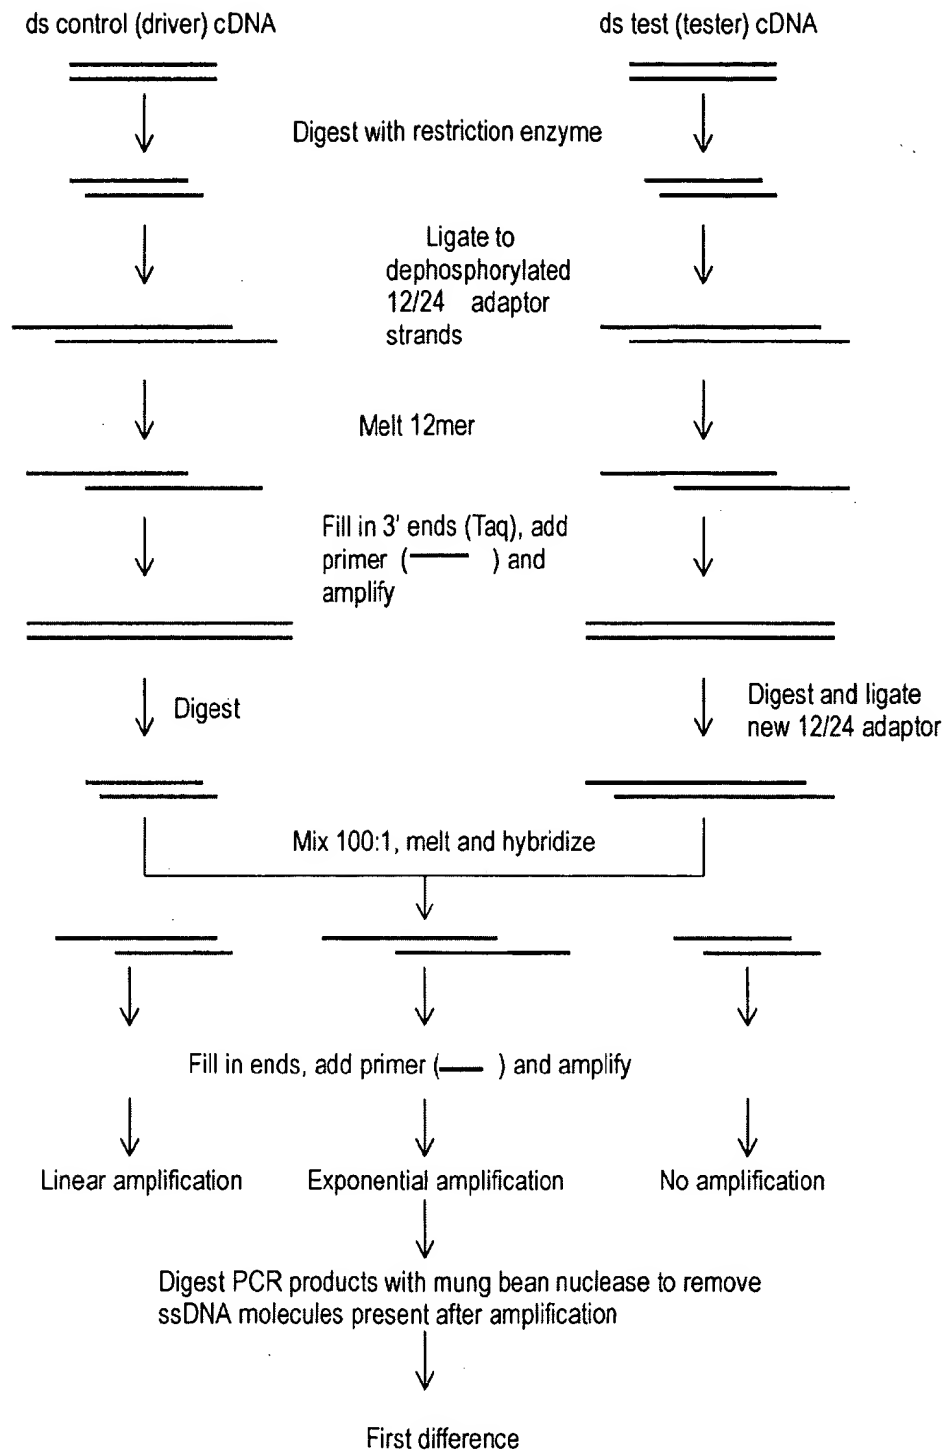 ds control (driver) cDNA
ds test (tester) cDNA
Digest with restriction enzyme
Ligate to
dephosphorylated
12/24 adaptor
strands
Melt 12mer
Fill in 3' ends (Taq), add
primer ( ) and
amplify
Digest
Digest and ligate
new 12/24 adaptor
Mix 100:1, melt and hybridize
Fill in ends, add primer ( ) and amplify
Linear amplification
Exponential amplification
No amplification
Digest PCR products with mung bean nuclease to remove
ssDNA molecules present after amplification
First difference